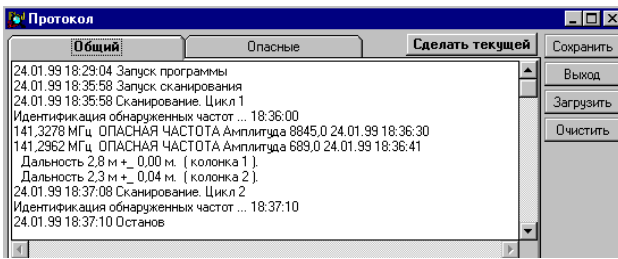 Протокол
Общий
Опасные
Сделать текущей
Сохранить
Выход
Загрузить
Очистить
24.01.99 18:29:04 Запуск программы
24.01.99 18:35:58 Запуск сканирования
24.01.99 18:35:58 Сканирование. Цикл 1
Идентификация обнаруженных частот ... 18:36:00
141,3278 МГц  ОПАСНАЯ ЧАСТОТА Амплитуда 8845,0 24.01.99 18:36:30
141,2962 МГц  ОПАСНАЯ ЧАСТОТА Амплитуда 689,0 24.01.99 18:36:41
Дальность 2,8 м +_ 0,00 м.  ( колонка 1 ).
Дальность 2,3 м +_ 0,04 м.  ( колонка 2 ).
24.01.99 18:37:08 Сканирование. Цикл 2
Идентификация обнаруженных частот ... 18:37:10
24.01.99 18:37:10 Останов